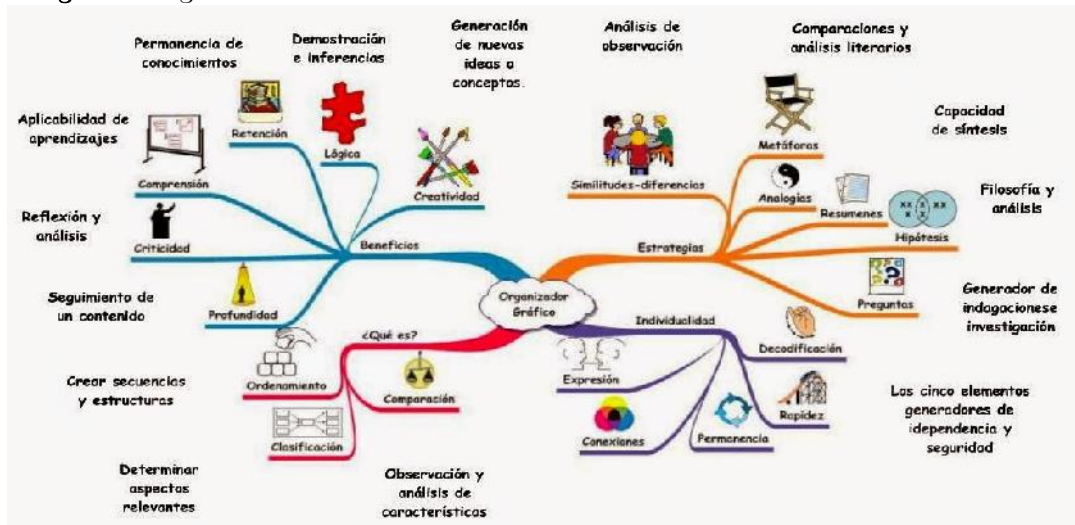 Permanencia de
conocimientos
Demostración
e inferencias
Generación
de nuevas
ideas o
conceptos.
Análisis de
observación
Comparaciones y
análisis literarios
Aplicabilidad de
aprendizajes
Retención
Lógica
Comprensión
Creatividad
Similitudes-diferencias
Metáforas
Analogías
Resumenes
xx
x
x
x
xx
x
Hipótesis
Capacidad
de síntesis
Filosofía y
análisis
Reflexión y
análisis
Criticidad
Beneficios
Estrategias
Preguntas
Generador de
indagacionese
investigación
Seguimiento de
un contenido
Profundidad
Organizador
Gráfico
¿Qué es?
Individualidad
Ordenamiento
Comparación
Clasificación
Expresión
Conexiones
Permanencia
Rapidez
Decodificación
Crear secuencias
y estructuras
Los cinco elementos
generadores de
idependencia y
seguridad
Determinar
aspectos
relevantes
Observación y
análisis de
características